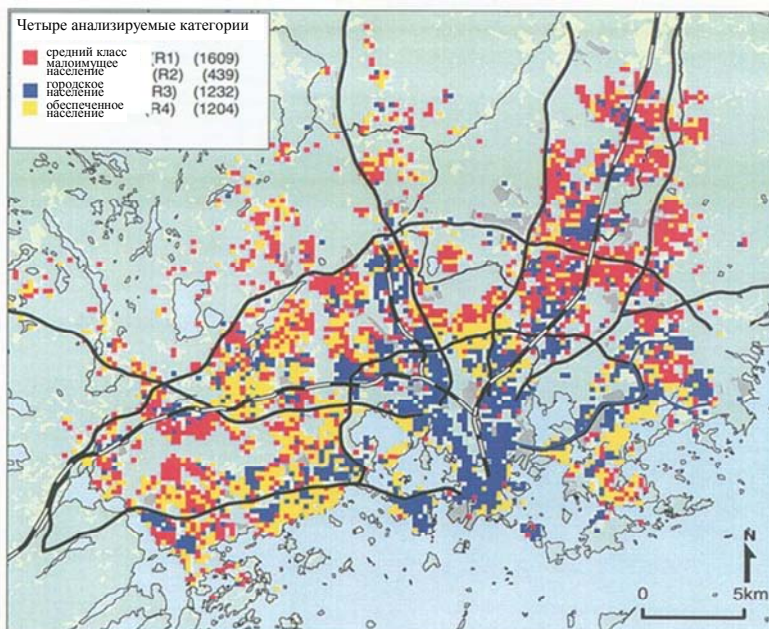 Четыре анализируемые категории
средний класс (R1) (1609)
малоимущее
население (R2) (439)
городское
население R3) (1232)
обеспеченное
население R4) (1204)
N
0 5km